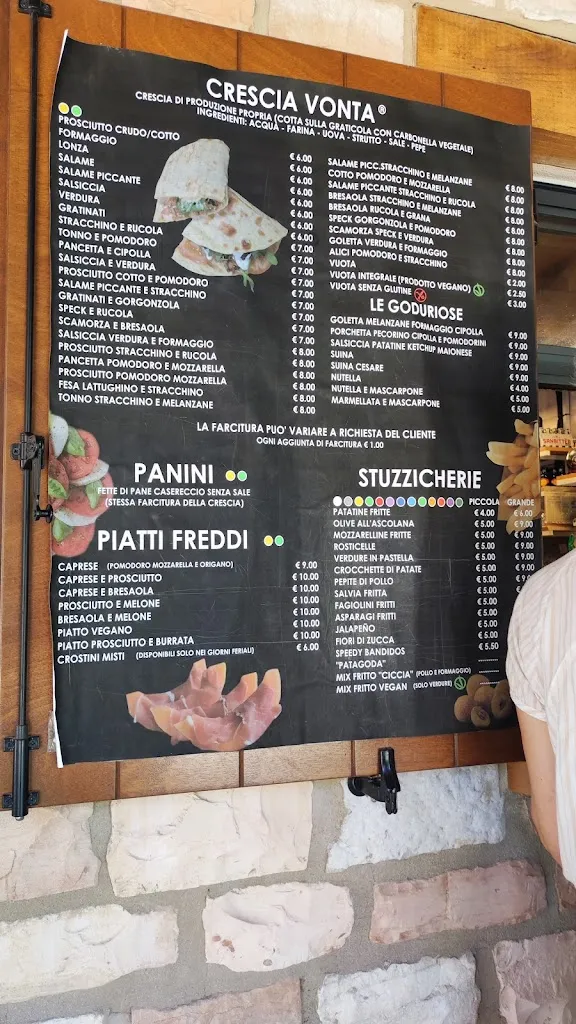 CRESCIA VONTA®
CRESCIA DI PRODUZIONE PROPRIA (COTTA SULLA GRATICOLA CON CARBONELLA VEGETALE)
INGREDIENTI: ACQUA - FARINA - UOVA - STRUTTO - SALE - PEPE
PROSCIUTTO CRUDO/COTTO € 6.00
FORMAGGIO € 6.00
LONZA € 6.00
SALAME € 6.00
SALAME PICCANTE € 6.00
SALSICCIA € 6.00
VERDURA € 6.00
GRATINATI € 6.00
STRACCHINO E RUCOLA € 7.00
TONNO E POMODORO € 7.00
PANCETTA E CIPOLLA € 7.00
SALSICCIA E VERDURA € 7.00
PROSCIUTTO COTTO E POMODORO € 7.00
SALAME PICCANTE E STRACCHINO € 7.00
GRATINATI E GORGONZOLA € 7.00
SPECK E RUCOLA € 7.00
SCAMORZA E BRESAOLA € 7.00
SALSICCIA VERDURA E FORMAGGIO € 8.00
PROSCIUTTO STRACCHINO E RUCOLA € 8.00
PANCETTA POMODORO E MOZZARELLA € 8.00
PROSCIUTTO POMODORO MOZZARELLA € 8.00
FESA LATTUGHINO E STRACCHINO € 8.00
TONNO STRACCHINO E MELANZANE € 8.00
SALAME PICC.STRACCHINO E MELANZANE € 8.00
COTTO POMODORO E MOZZARELLA € 8.00
SALAME PICCANTE STRACCHINO E RUCOLA € 8.00
BRESAOLA STRACCHINO E MELANZANE € 8.00
BRESAOLA RUCOLA E GRANA € 8.00
SPECK GORGONZOLA E POMODORO € 8.00
SCAMORZA SPECK E VERDURA € 8.00
GOLETTA VERDURA E FORMAGGIO € 8.00
ALICI POMODORO E STRACCHINO € 8.00
VUOTA € 2.00
VUOTA INTEGRALE (PRODOTTO VEGANO) € 2.50
VUOTA SENZA GLUTINE € 3.00
LE GODURIOSE
GOLETTA MELANZANE FORMAGGIO CIPOLLA € 9.00
PORCHETTA PECORINO CIPOLLA E POMODORINI € 9.00
SALSICCIA PATATINE KETCHUP MAIONESE € 9.00
SUINA € 9.00
SUINA CESARE € 9.00
NUTELLA € 4.00
NUTELLA E MASCARPONE € 5.00
MARMELLATA E MASCARPONE € 5.00
LA FARCITURA PUO' VARIARE A RICHIESTA DEL CLIENTE
OGNI AGGIUNTA DI FARCITURA € 1.00
PANINI
FETTE DI PANE CASERECCIO SENZA SALE
(STESSA FARCITURA DELLA CRESCIA)
PIATTI FREDDI
CAPRESE (POMODORO MOZZARELLA E ORIGANO) € 9.00
CAPRESE E PROSCIUTTO € 10.00
CAPRESE E BRESAOLA € 10.00
PROSCIUTTO E MELONE € 10.00
BRESAOLA E MELONE € 10.00
PIATTO VEGANO € 10.00
PIATTO PROSCIUTTO E BURRATA € 10.00
CROSTINI MISTI (DISPONIBILI SOLO NEI GIORNI FERIALI) € 6.00
STUZZICHERIE
PICCOLA GRANDE
PATATINE FRITTE € 4.00 € 6.00
OLIVE ALL'ASCOLANA € 5.00 € 9.00
MOZZARELLINE FRITTE € 5.00 € 9.00
ROSTICELLE € 5.00 € 9.00
VERDURE IN PASTELLA € 5.00 € 9.00
CROCCHETTE DI PATATE € 5.00
PEPITE DI POLLO € 5.00
SALVIA FRITTA € 5.00
FAGIOLINI FRITTI € 5.00
ASPARAGI FRITTI € 5.00
JALAPEÑO € 5.00
FIORI DI ZUCCA € 5.00
SPEEDY BANDIDOS € 5.50
"PATAGODA"
MIX FRITTO "CICCIA" (POLLO E FORMAGGIO)
MIX FRITTO VEGAN (SOLO VERDURE)